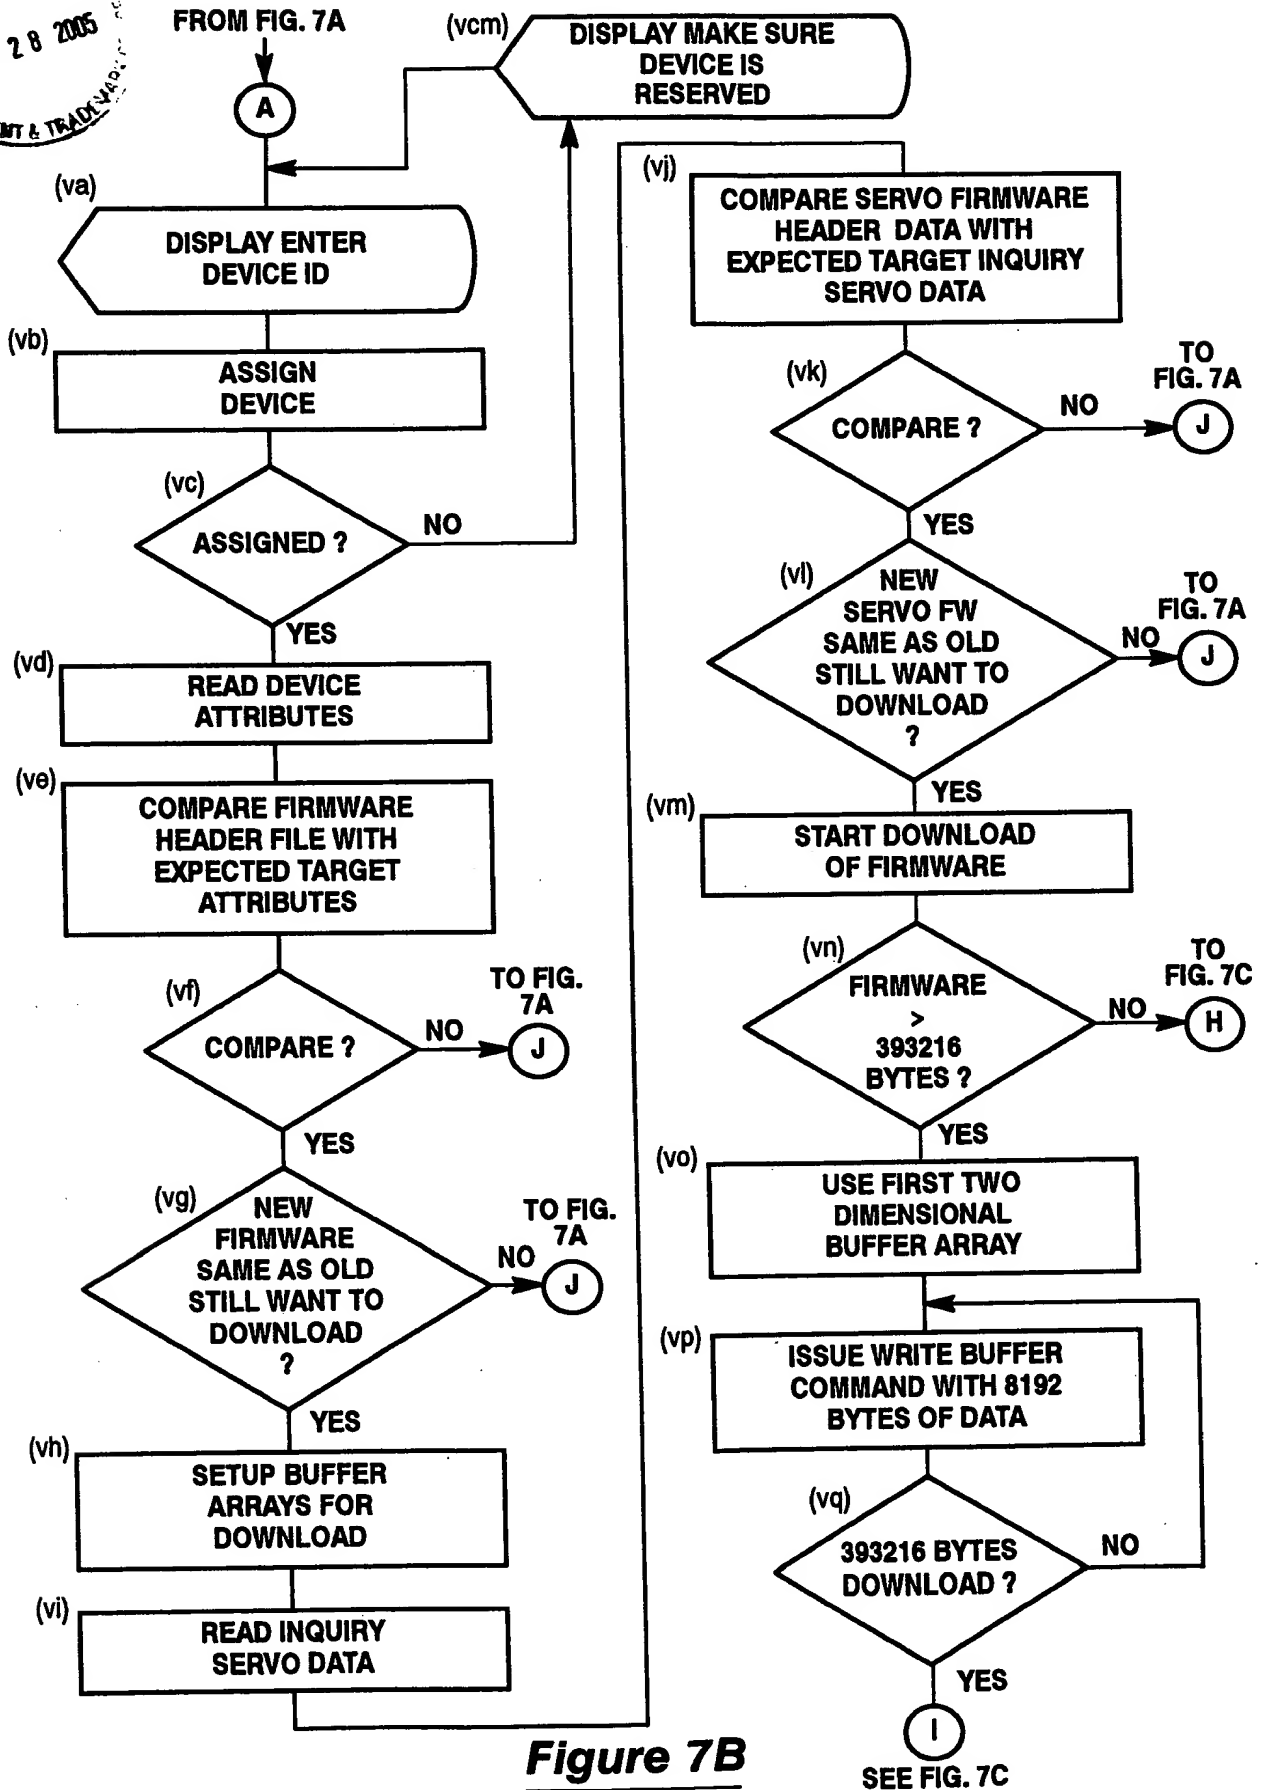 28 2005
FROM FIG. 7A
A
(vcm)
DISPLAY MAKE SURE
DEVICE IS
RESERVED
(va)
DISPLAY ENTER
DEVICE ID
(vb)
ASSIGN
DEVICE
(vc)
ASSIGNED ?
NO
YES
(vd)
READ DEVICE
ATTRIBUTES
(ve)
COMPARE FIRMWARE
HEADER FILE WITH
EXPECTED TARGET
ATTRIBUTES
(vf)
COMPARE ?
NO
TO FIG.
7A
J
YES
(vg)
NEW
FIRMWARE
SAME AS OLD
STILL WANT TO
DOWNLOAD
?
NO
TO FIG.
7A
J
YES
(vh)
SETUP BUFFER
ARRAYS FOR
DOWNLOAD
(vi)
READ INQUIRY
SERVO DATA
(vj)
COMPARE SERVO FIRMWARE
HEADER DATA WITH
EXPECTED TARGET INQUIRY
SERVO DATA
(vk)
COMPARE ?
NO
TO
FIG. 7A
J
YES
(vl)
NEW
SERVO FW
SAME AS OLD
STILL WANT TO
DOWNLOAD
?
NO
TO
FIG. 7A
J
YES
(vm)
START DOWNLOAD
OF FIRMWARE
(vn)
FIRMWARE
>
393216
BYTES ?
NO
TO
FIG. 7C
H
YES
(vo)
USE FIRST TWO
DIMENSIONAL
BUFFER ARRAY
(vp)
ISSUE WRITE BUFFER
COMMAND WITH 8192
BYTES OF DATA
(vq)
393216 BYTES
DOWNLOAD ?
NO
YES
I
SEE FIG. 7C
Figure 7B